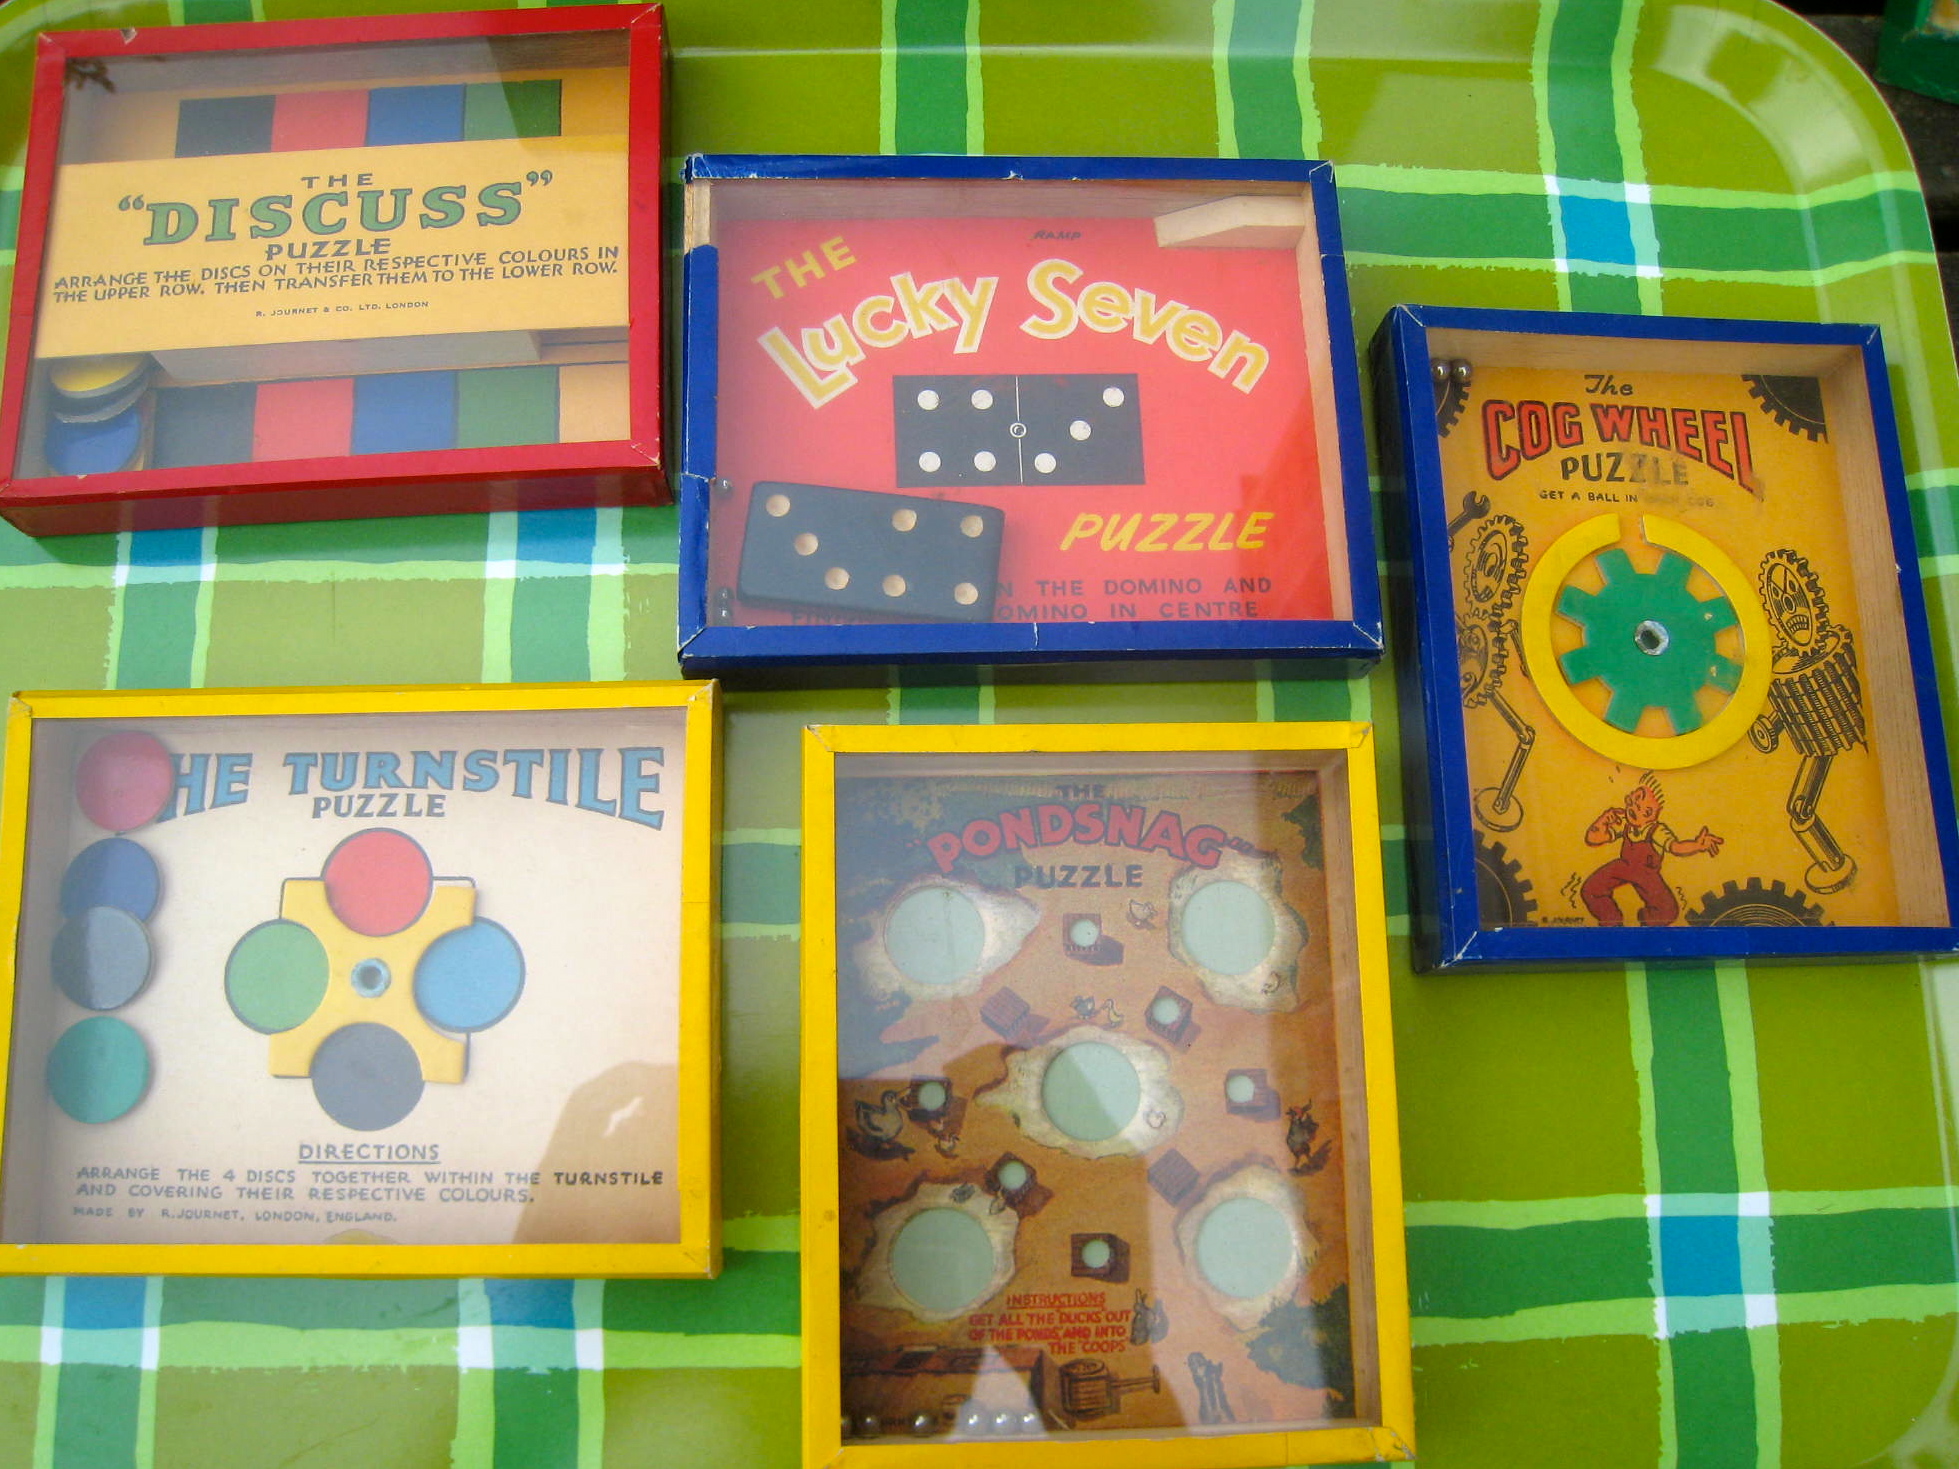 THE
“DISCUSS”
PUZZLE
ARRANGE THE DISCS ON THEIR RESPECTIVE COLOURS IN
THE UPPER ROW. THEN TRANSFER THEM TO THE LOWER ROW.
R. JOURNET & CO. LTD. LONDON
RAMP
THE
Lucky Seven
PUZZLE
THE DOMINO AND
IN CENTRE
The
COG WHEEL
PUZZLE
GET A BALL IN
R. JOURNET
HE TURNSTILE
PUZZLE
DIRECTIONS
ARRANGE THE 4 DISCS TOGETHER WITHIN THE TURNSTILE
AND COVERING THEIR RESPECTIVE COLOURS.
MADE BY R.JOURNET, LONDON, ENGLAND.
THE
"PONDSNAG"
PUZZLE
INSTRUCTIONS
GET ALL THE DUCKS OUT
OF THE PONDS AND INTO
THE COOPS